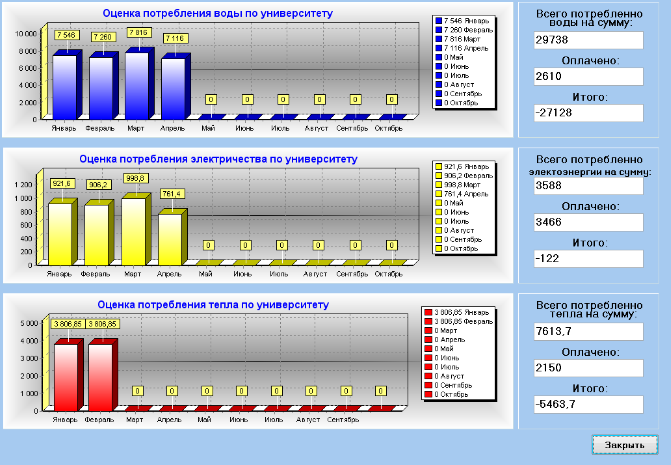 Оценка потребления воды по университету
10 000
8 000
6 000
4 000
2 000
0
7 546
7 260
7 816
7 116
0
0
0
0
0
0
Январь
Февраль
Март
Апрель
Май
Июнь
Июль
Август
Сентябрь
Октябрь
7 546 Январь
7 260 Февраль
7 816 Март
7 116 Апрель
0 Май
0 Июнь
0 Июль
0 Август
0 Сентябрь
0 Октябрь
Всего потребленно
воды на сумму:
29738
Оплачено:
2610
Итого:
-27128
Оценка потребления электричества по университету
1 200
1 000
800
600
400
200
0
921,6
906,2
998,8
761,4
0
0
0
0
0
0
Январь
Февраль
Март
Апрель
Май
Июнь
Июль
Август
Сентябрь
Октябрь
921,6 Январь
906,2 Февраль
998,8 Март
761,4 Апрель
0 Май
0 Июнь
0 Июль
0 Август
0 Сентябрь
0 Октябрь
Всего потребленно
электоэнергии на сумму:
3588
Оплачено:
3466
Итого:
-122
Оценка потребления тепла по университету
5 000
4 000
3 000
2 000
1 000
0
3 806,85
3 806,85
0
0
0
0
0
0
0
0
Январь
Февраль
Март
Апрель
Май
Июнь
Июль
Август
Сентябрь
Октябрь
3 806,85 Январь
3 806,85 Февраль
0 Март
0 Апрель
0 Май
0 Июнь
0 Июль
0 Август
0 Сентябрь
0 Октябрь
Всего потребленно
тепла на сумму:
7613,7
Оплачено:
2150
Итого:
-5463,7
Закрыть